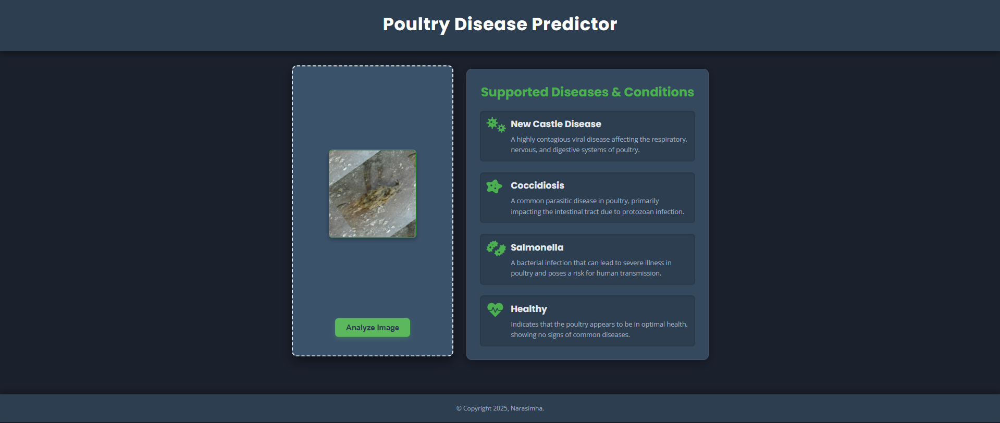 Poultry Disease Predictor
Analyze Image
Supported Diseases & Conditions
New Castle Disease
A highly contagious viral disease affecting the respiratory,
nervous, and digestive systems of poultry.
Coccidiosis
A common parasitic disease in poultry, primarily
impacting the intestinal tract due to protozoan infection.
Salmonella
A bacterial infection that can lead to severe illness in
poultry and poses a risk for human transmission.
Healthy
Indicates that the poultry appears to be in optimal health,
showing no signs of common diseases.
© Copyright 2025, Narasimha.